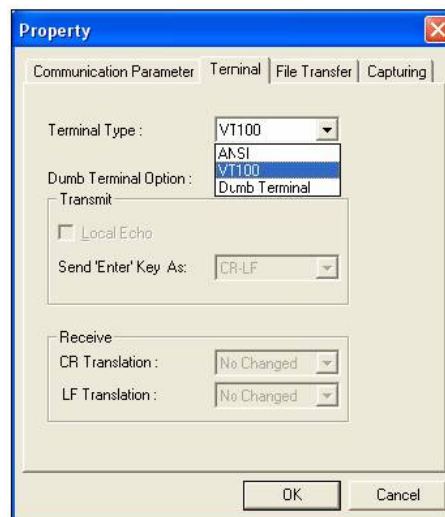 Property
Communication Parameter Terminal File Transfer Capturing
Terminal Type : VT100
ANSI
VT100
Dumb Terminal
Dumb Terminal Option :
Transmit
Local Echo
Send 'Enter' Key As: CR-LF
Receive
CR Translation : No Changed
LF Translation : No Changed
OK Cancel